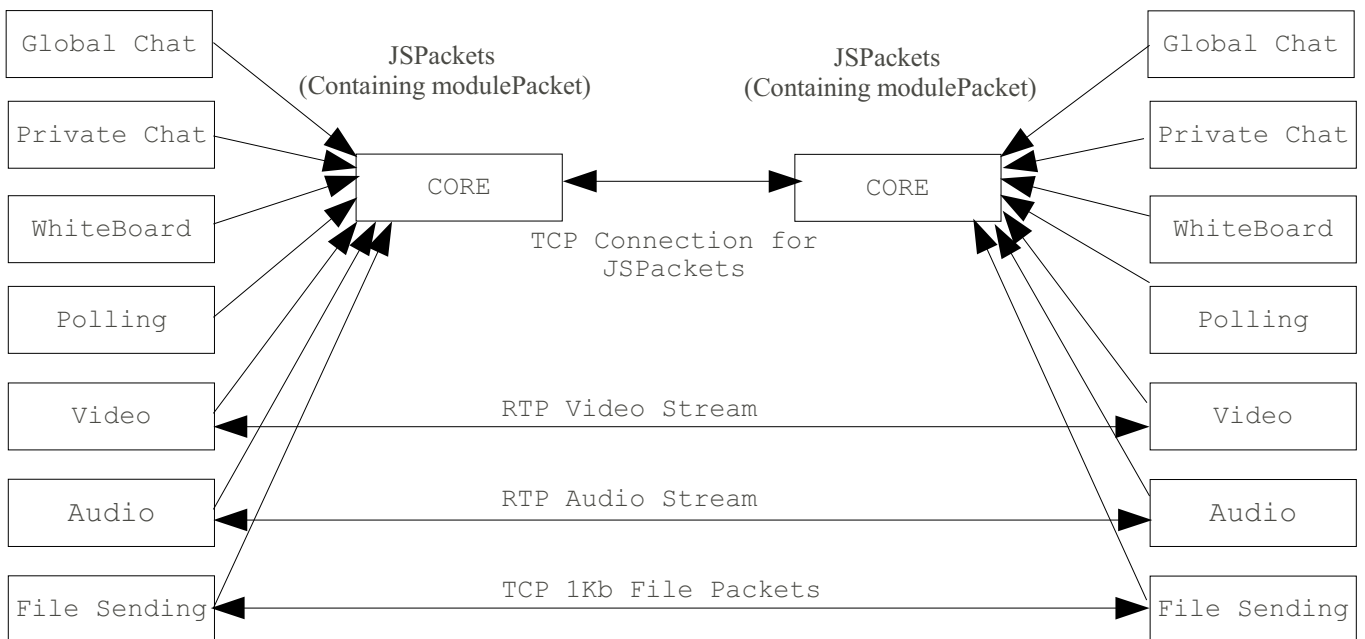 Global Chat
JSPackets
(Containing modulePacket)
JSPackets
(Containing modulePacket)
Global Chat
Private Chat
Private Chat
CORE
CORE
WhiteBoard
WhiteBoard
TCP Connection for
JSPackets
Polling
Polling
Video
RTP Video Stream
Video
Audio
RTP Audio Stream
Audio
File Sending
TCP 1Kb File Packets
File Sending